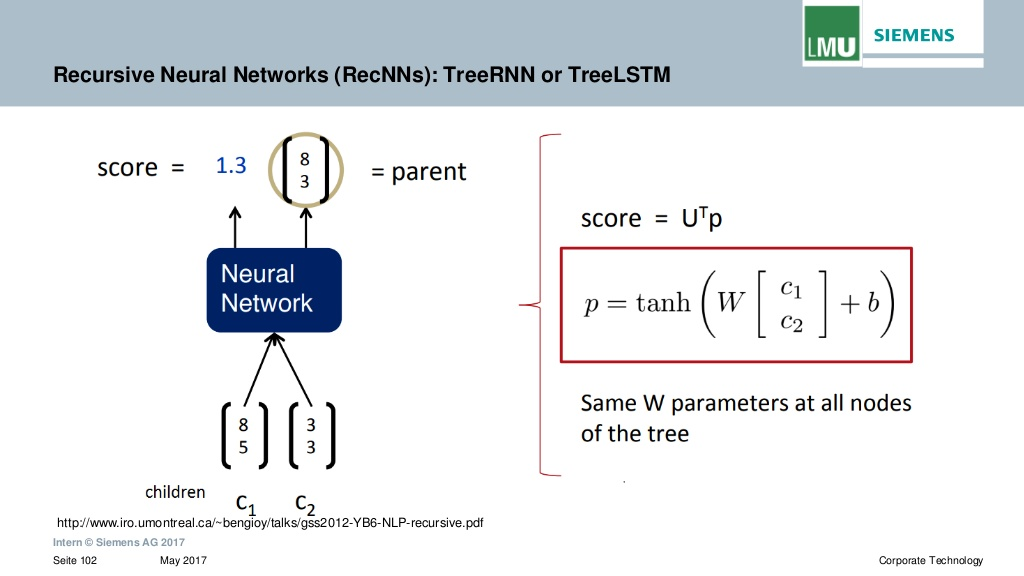 LMU
SIEMENS
Recursive Neural Networks (RecNNs): TreeRNN or TreeLSTM
score = 1.3 [ 8 3 ] = parent
Neural
Network
8 3
5 3
children c₁ c₂
score = Uᵀp
p = tanh ( W [ c₁ c₂ ] + b )
Same W parameters at all nodes
of the tree
http://www.iro.umontreal.ca/~bengioy/talks/gss2012-YB6-NLP-recursive.pdf
Intern © Siemens AG 2017
Seite 102 May 2017 Corporate Technology